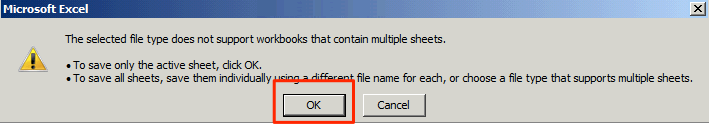 Microsoft Excel
The selected file type does not support workbooks that contain multiple sheets.
• To save only the active sheet, click OK.
• To save all sheets, save them individually using a different file name for each, or choose a file type that supports multiple sheets.
OK
Cancel